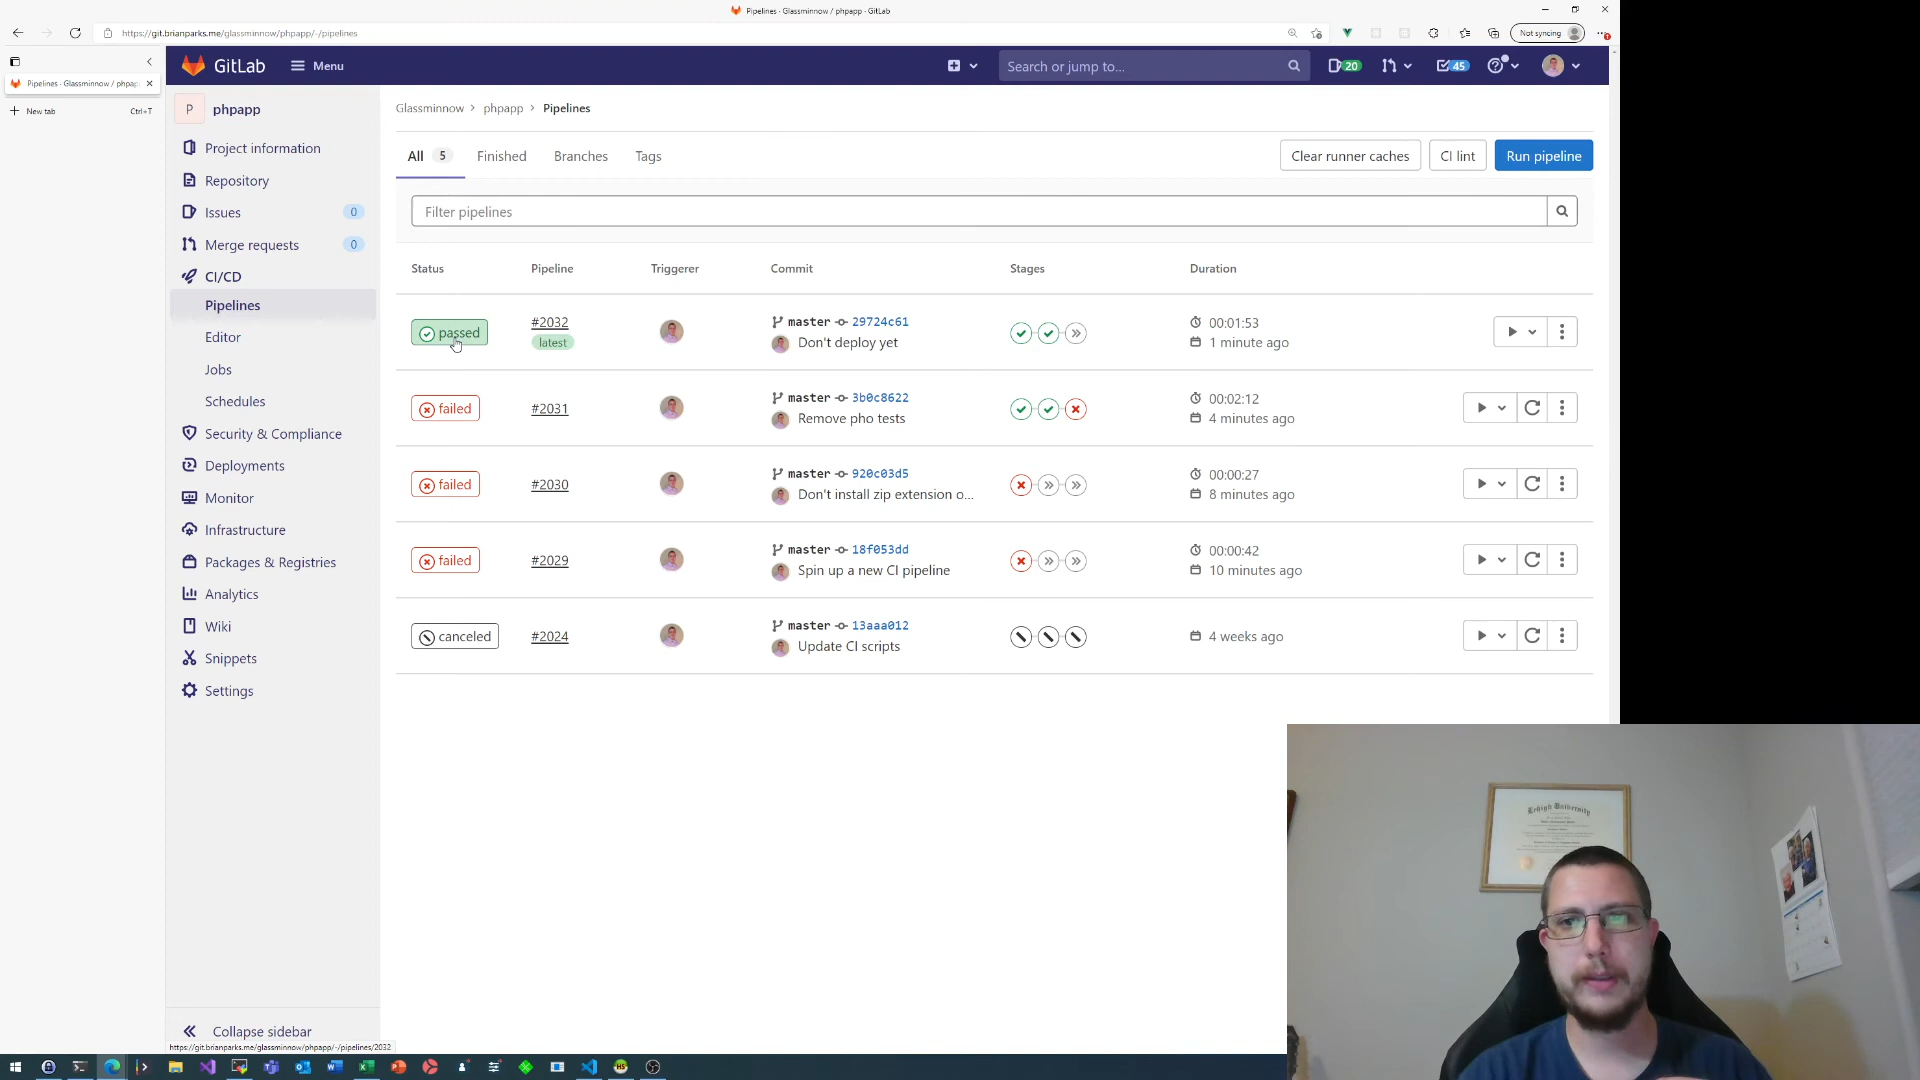 Pipelines - Glassminnow / phpapp - GitLab
https://git.brianparks.me/glassminnow/phpapp/-/pipelines
Not syncing
Pipelines - Glassminnow / phpap
New tab
Ctrl+T
GitLab
Menu
Search or jump to...
20
45
P
phpapp
Project information
Repository
Issues
0
Merge requests
0
CI/CD
Pipelines
Editor
Jobs
Schedules
Security & Compliance
Deployments
Monitor
Infrastructure
Packages & Registries
Analytics
Wiki
Snippets
Settings
Collapse sidebar
https://git.brianparks.me/glassminnow/phpapp/-/pipelines/2032
Glassminnow
phpapp
Pipelines
All 5
Finished
Branches
Tags
Clear runner caches
CI lint
Run pipeline
Filter pipelines
Status
Pipeline
Triggerer
Commit
Stages
Duration
passed
#2032
latest
master
29724c61
Don't deploy yet
00:01:53
1 minute ago
failed
#2031
master
3b0c8622
Remove pho tests
00:02:12
4 minutes ago
failed
#2030
master
920c03d5
Don't install zip extension o...
00:00:27
8 minutes ago
failed
#2029
master
18f053dd
Spin up a new CI pipeline
00:00:42
10 minutes ago
canceled
#2024
master
13aaa012
Update CI scripts
4 weeks ago
Lehigh University